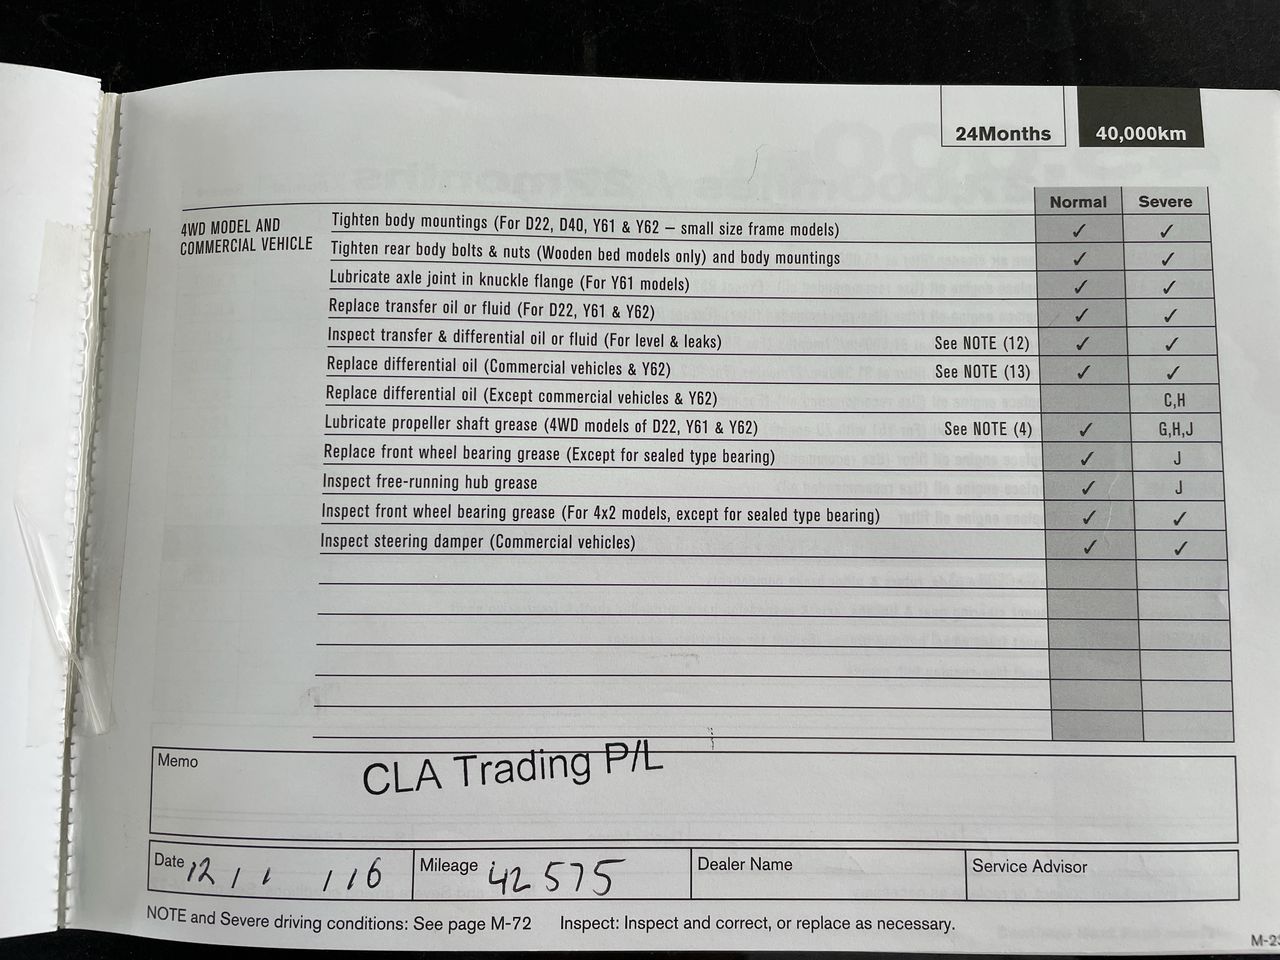 24Months 40,000km
Normal Severe
4WD MODEL AND
COMMERCIAL VEHICLE
Tighten body mountings (For D22, D40, Y61 & Y62 – small size frame models) ✓ ✓
Tighten rear body bolts & nuts (Wooden bed models only) and body mountings ✓ ✓
Lubricate axle joint in knuckle flange (For Y61 models) ✓ ✓
Replace transfer oil or fluid (For D22, Y61 & Y62) ✓ ✓
Inspect transfer & differential oil or fluid (For level & leaks) See NOTE (12) ✓ ✓
Replace differential oil (Commercial vehicles & Y62) See NOTE (13) ✓ ✓
Replace differential oil (Except commercial vehicles & Y62) C,H
Lubricate propeller shaft grease (4WD models of D22, Y61 & Y62) See NOTE (4) ✓ G,H,J
Replace front wheel bearing grease (Except for sealed type bearing) ✓ J
Inspect free-running hub grease ✓ J
Inspect front wheel bearing grease (For 4x2 models, except for sealed type bearing) ✓ ✓
Inspect steering damper (Commercial vehicles) ✓ ✓
Memo
CLA Trading P/L
Date 12 / 1 / 16 Mileage 42 575 Dealer Name Service Advisor
NOTE and Severe driving conditions: See page M-72 Inspect: Inspect and correct, or replace as necessary.